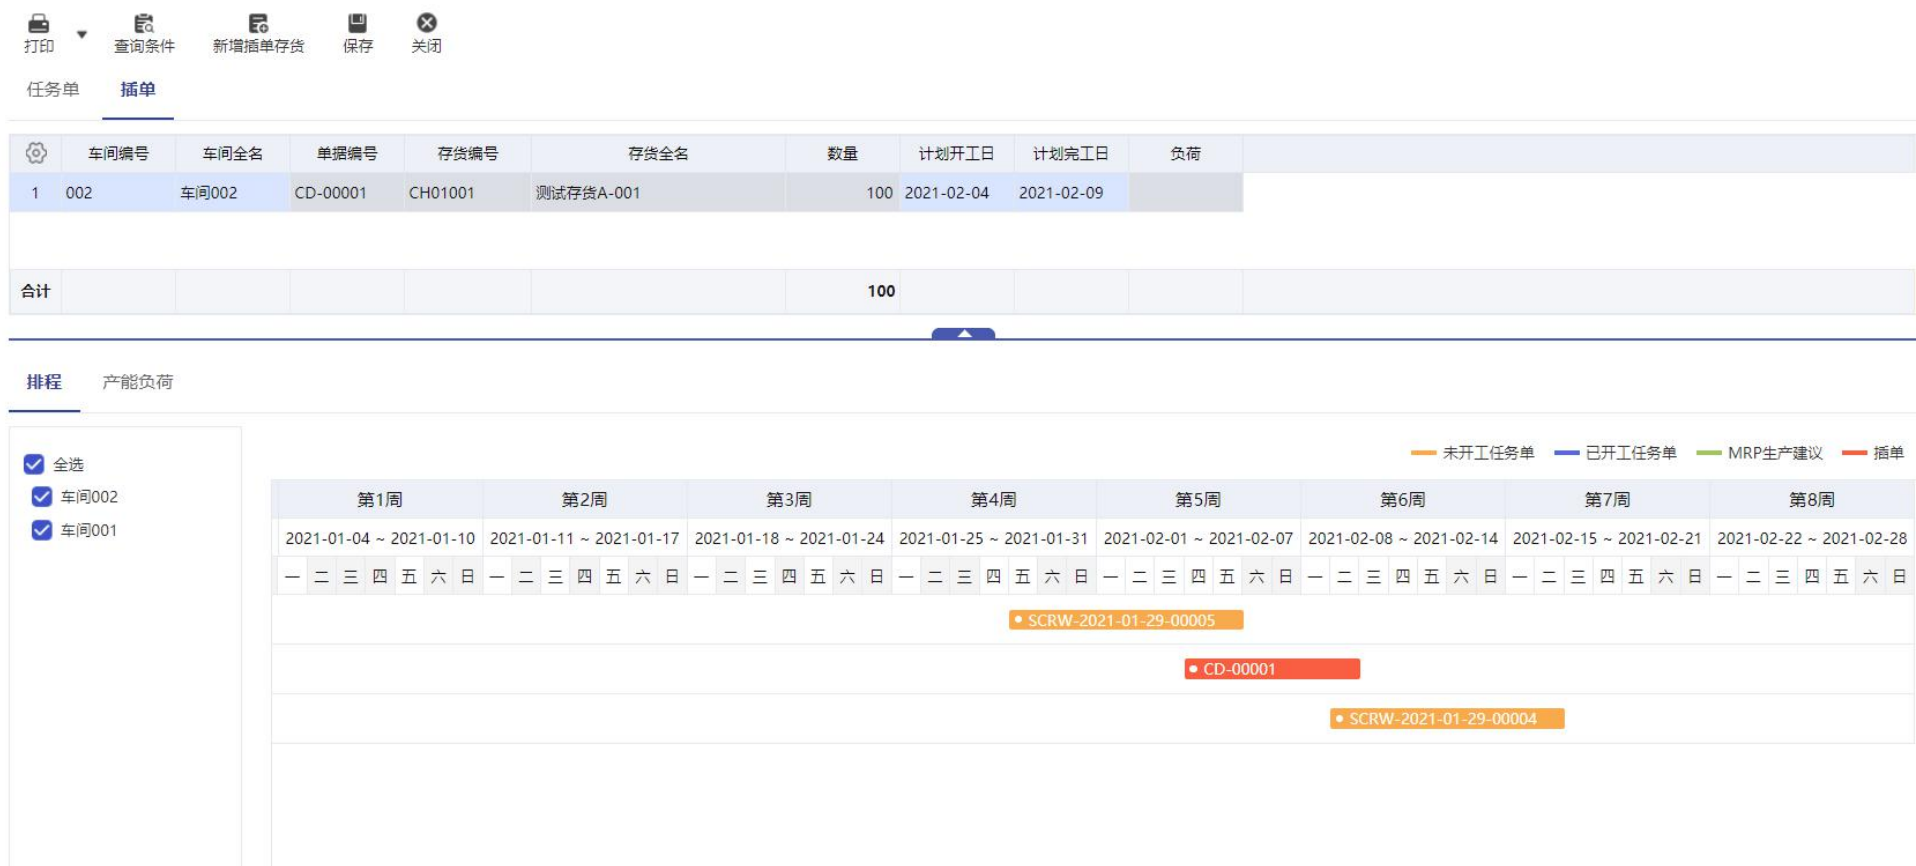 打印 查询条件 新增插单存货 保存 关闭
任务单 插单
车间编号 车间全名 单据编号 存货编号 存货全名 数量 计划开工日 计划完工日 负荷
1 002 车间002 CD-00001 CH01001 测试存货A-001 100 2021-02-04 2021-02-09
合计 100
排程 产能负荷
未开工任务单 已开工任务单 MRP生产建议 插单
全选
车间002
车间001
第1周 第2周 第3周 第4周 第5周 第6周 第7周 第8周
2021-01-04 ~ 2021-01-10 2021-01-11 ~ 2021-01-17 2021-01-18 ~ 2021-01-24 2021-01-25 ~ 2021-01-31 2021-02-01 ~ 2021-02-07 2021-02-08 ~ 2021-02-14 2021-02-15 ~ 2021-02-21 2021-02-22 ~ 2021-02-28
一 二 三 四 五 六 日 一 二 三 四 五 六 日 一 二 三 四 五 六 日 一 二 三 四 五 六 日 一 二 三 四 五 六 日 一 二 三 四 五 六 日 一 二 三 四 五 六 日 一 二 三 四 五 六 日
SCRW-2021-01-29-00005
CD-00001
SCRW-2021-01-29-00004